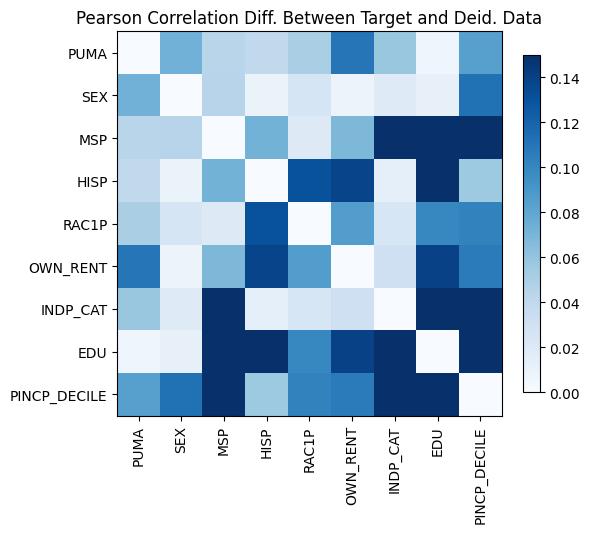 Pearson Correlation Diff. Between Target and Deid. Data
PUMA
SEX
MSP
HISP
RAC1P
OWN_RENT
INDP_CAT
EDU
PINCP_DECILE
PUMA
SEX
MSP
HISP
RAC1P
OWN_RENT
INDP_CAT
EDU
PINCP_DECILE
0.14
0.12
0.10
0.08
0.06
0.04
0.02
0.00